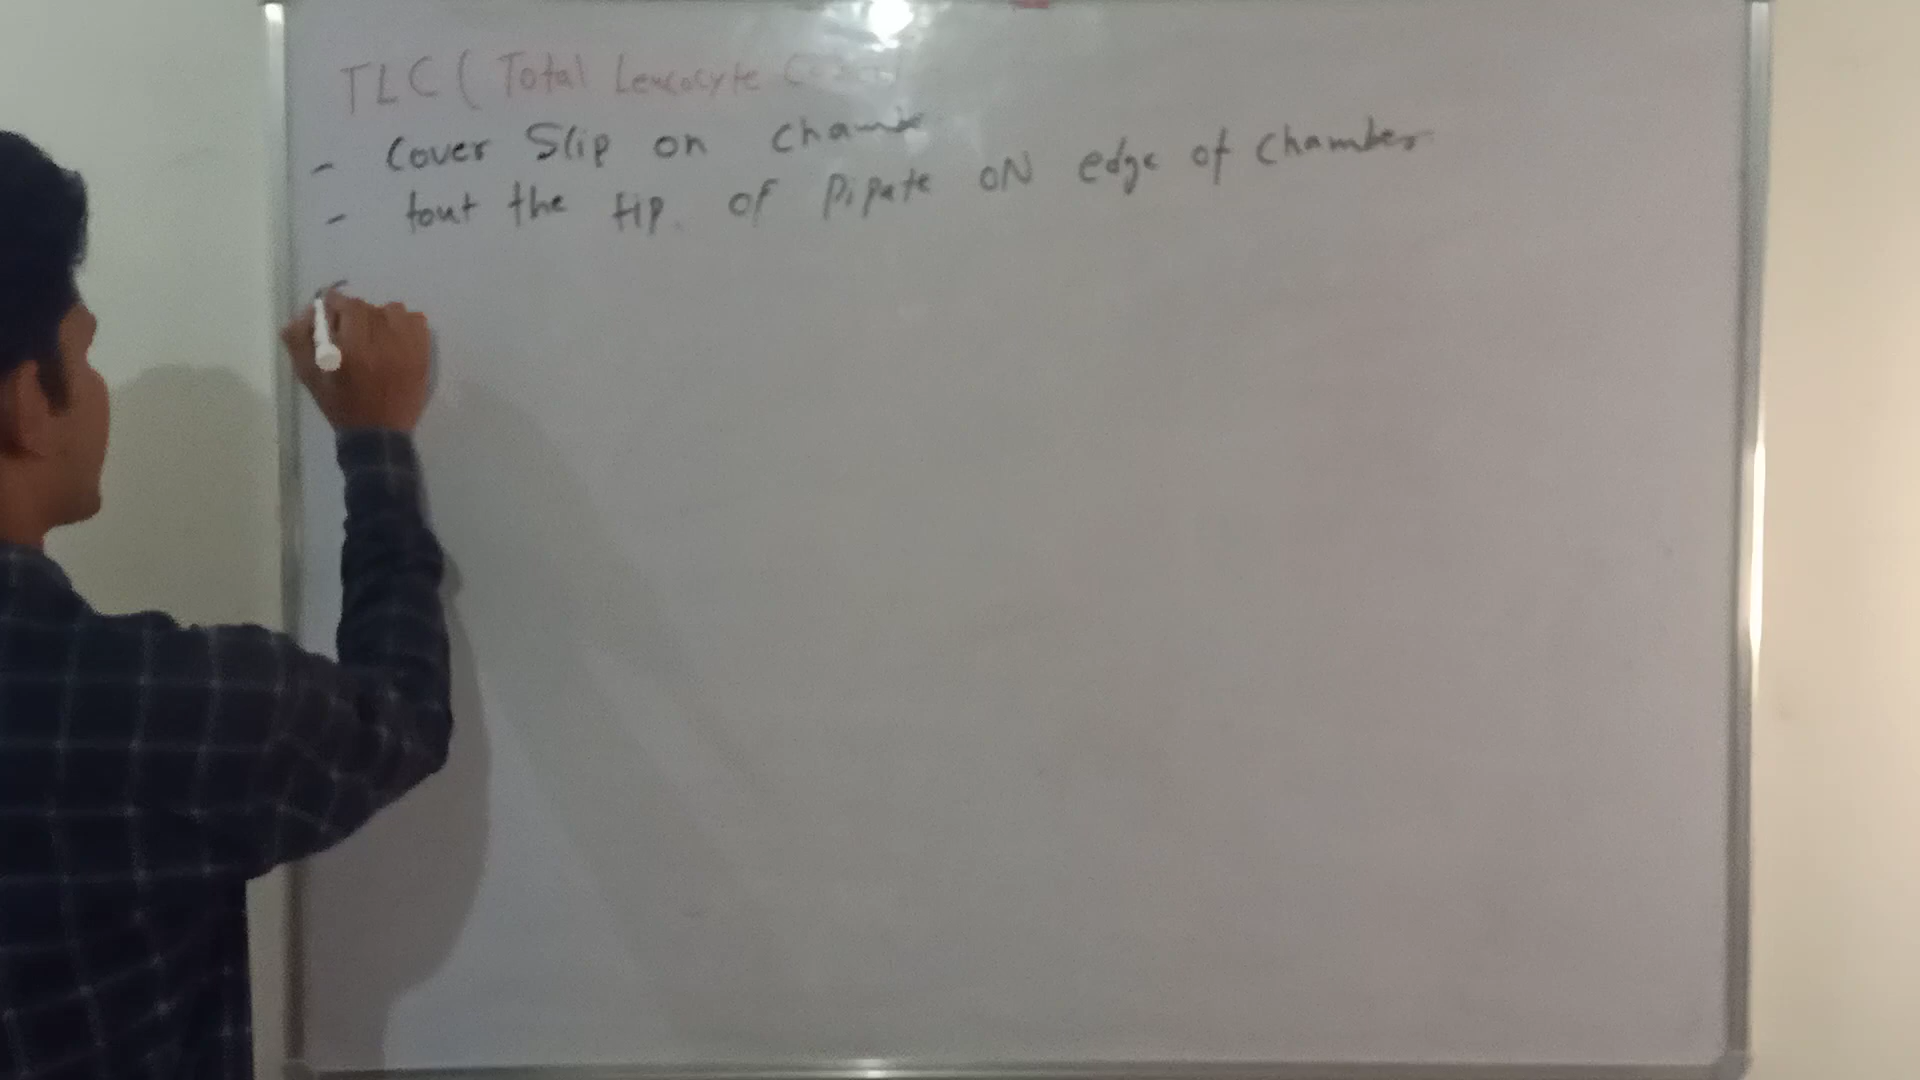 TLC ( Total Leucocyte
- Cover Slip on
- tout the tip. of Pipate ON edge of chamber